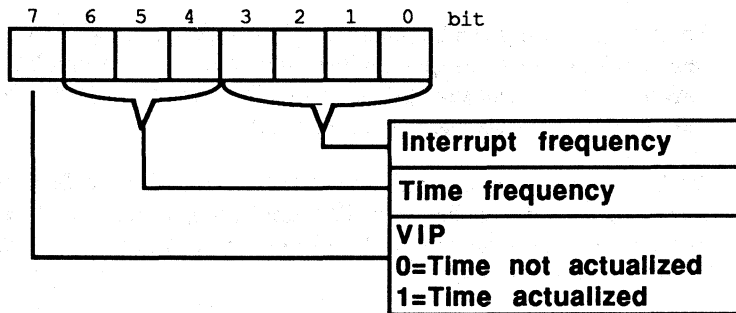 7 6 5 4 3 2 1 0 bit
Interrupt frequency
Time frequency
VIP
0=Time not actualized
1=Time actualized